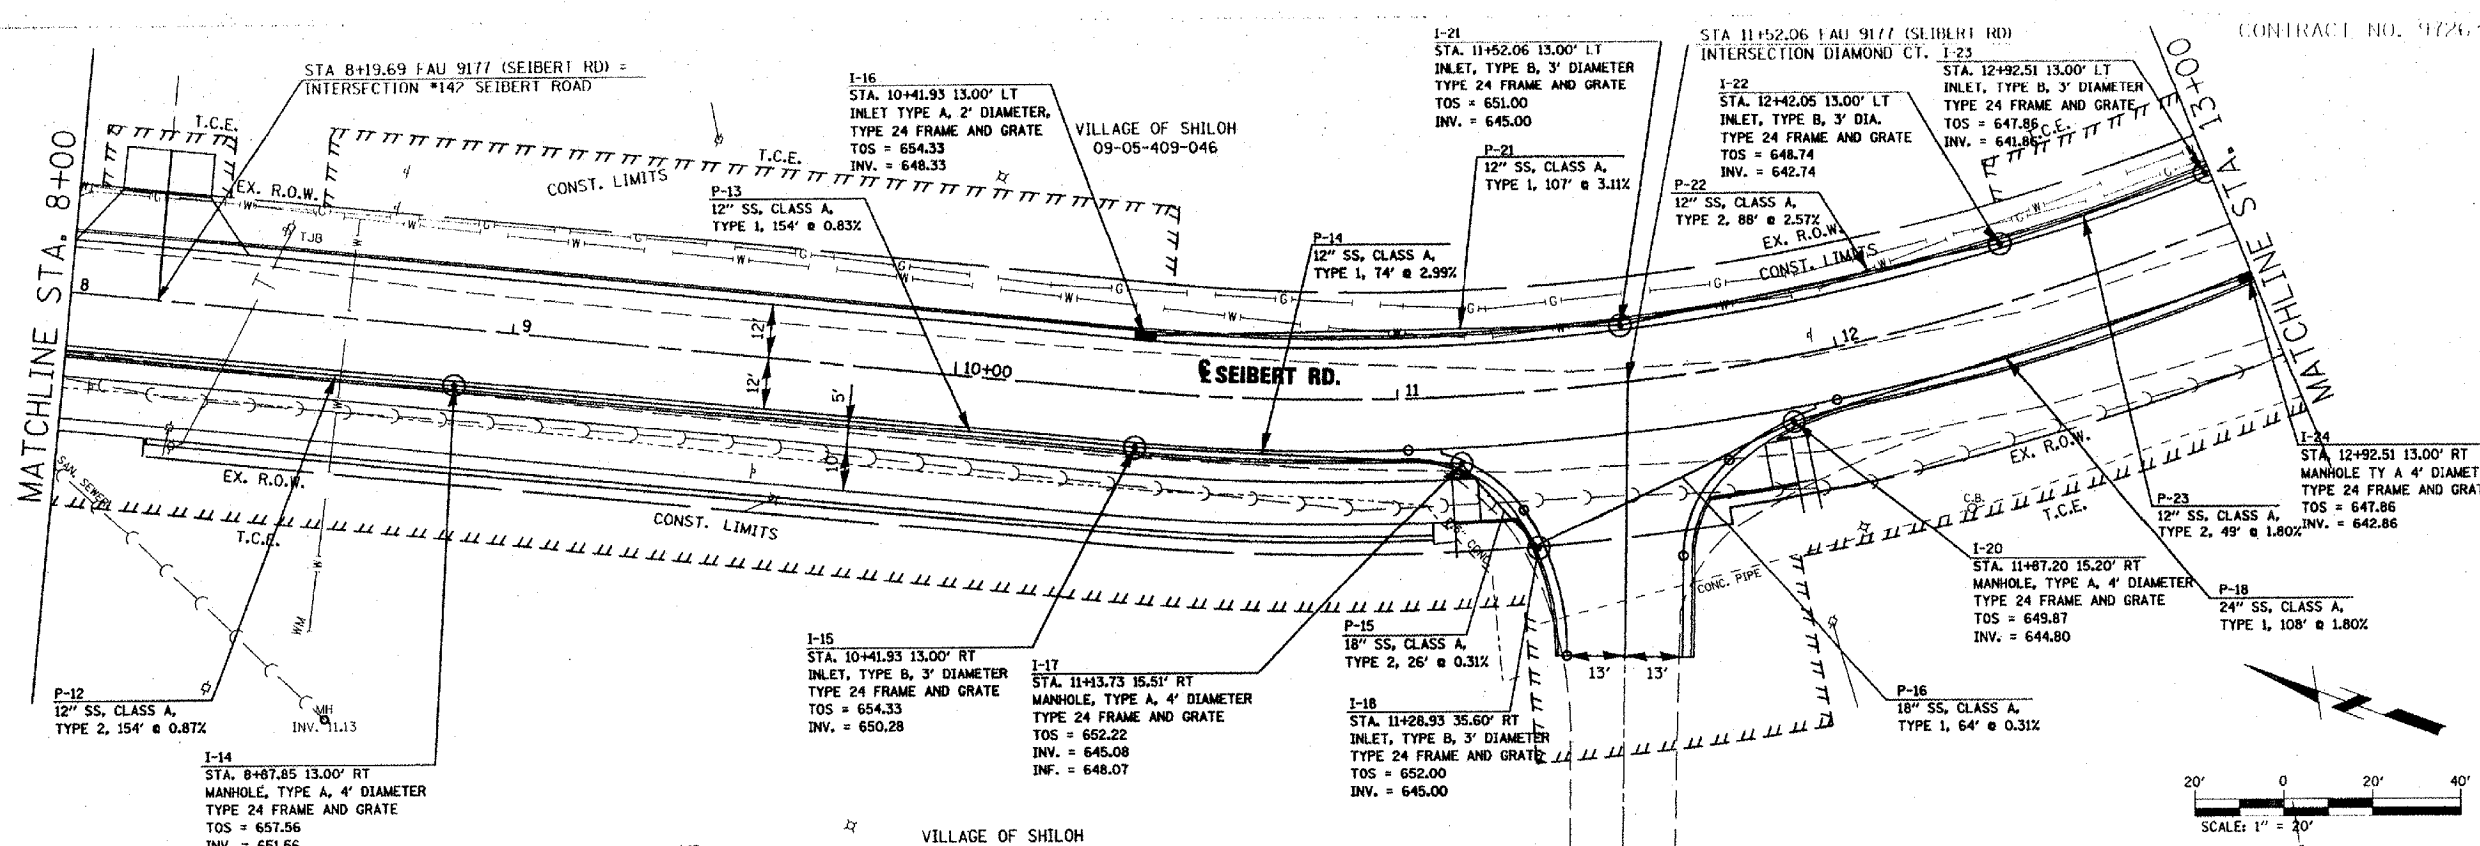 CONTRACT NO. 9726
STA 8+19.69 FAU 9177 (SEIBERT RD) =
INTERSECTION #142 SEIBERT ROAD
I-16
STA. 10+41.93 13.00' LT
INLET TYPE A, 2' DIAMETER,
TYPE 24 FRAME AND GRATE
TOS = 654.33
INV. = 648.33
VILLAGE OF SHILOH
09-05-409-046
I-21
STA. 11+52.06 13.00' LT
INLET, TYPE B, 3' DIAMETER
TYPE 24 FRAME AND GRATE
TOS = 651.00
INV. = 645.00
STA 11+52.06 FAU 9177 (SEIBERT RD)
INTERSECTION DIAMOND CT.
I-22
STA. 12+42.05 13.00' LT
INLET, TYPE B, 3' DIA.
TYPE 24 FRAME AND GRATE
TOS = 648.74
INV. = 642.74
I-23
STA. 12+92.51 13.00' LT
INLET, TYPE B, 3' DIAMETER
TYPE 24 FRAME AND GRATE
TOS = 647.86
INV. = 641.86
T.C.E.
MATCHLINE STA. 13+00
MATCHLINE STA. 8+00
T.C.E.
EX. R.O.W.
TJB
T.C.E.
CONST. LIMITS
P-13
12" SS, CLASS A,
TYPE 1, 154' @ 0.83%
P-14
12" SS, CLASS A,
TYPE 1, 74' @ 2.99%
P-21
12" SS, CLASS A,
TYPE 1, 107' @ 3.11%
P-22
12" SS, CLASS A,
TYPE 2, 88' @ 2.57%
EX. R.O.W.
CONST. LIMITS
8
9
10+00
11
12
12'
12'
5'
10'
℄ SEIBERT RD.
SAN. SEWER
EX. R.O.W.
T.C.E.
CONST. LIMITS
WM
MH
INV. 11.13
CONC. PIPE
C.B.
EX. R.O.W.
T.C.E.
13'
13'
P-12
12" SS, CLASS A,
TYPE 2, 154' @ 0.87%
I-14
STA. 8+87.85 13.00' RT
MANHOLE, TYPE A, 4' DIAMETER
TYPE 24 FRAME AND GRATE
TOS = 657.56
INV. = 651.56
I-15
STA. 10+41.93 13.00' RT
INLET, TYPE B, 3' DIAMETER
TYPE 24 FRAME AND GRATE
TOS = 654.33
INV. = 650.28
I-17
STA. 11+13.73 15.51' RT
MANHOLE, TYPE A, 4' DIAMETER
TYPE 24 FRAME AND GRATE
TOS = 652.22
INV. = 645.08
INF. = 648.07
P-15
18" SS, CLASS A,
TYPE 2, 26' @ 0.31%
I-18
STA. 11+28.93 35.60' RT
INLET, TYPE B, 3' DIAMETER
TYPE 24 FRAME AND GRATE
TOS = 652.00
INV. = 645.00
P-16
18" SS, CLASS A,
TYPE 1, 64' @ 0.31%
I-20
STA. 11+87.20 15.20' RT
MANHOLE, TYPE A, 4' DIAMETER
TYPE 24 FRAME AND GRATE
TOS = 649.87
INV. = 644.80
P-18
24" SS, CLASS A,
TYPE 1, 108' @ 1.80%
P-23
12" SS, CLASS A,
TYPE 2, 49' @ 1.80%
I-24
STA. 12+92.51 13.00' RT
MANHOLE TY A 4' DIAMET
TYPE 24 FRAME AND GRAT
TOS = 647.86
INV. = 642.86
VILLAGE OF SHILOH
20' 0 20' 40'
SCALE: 1" = 20'